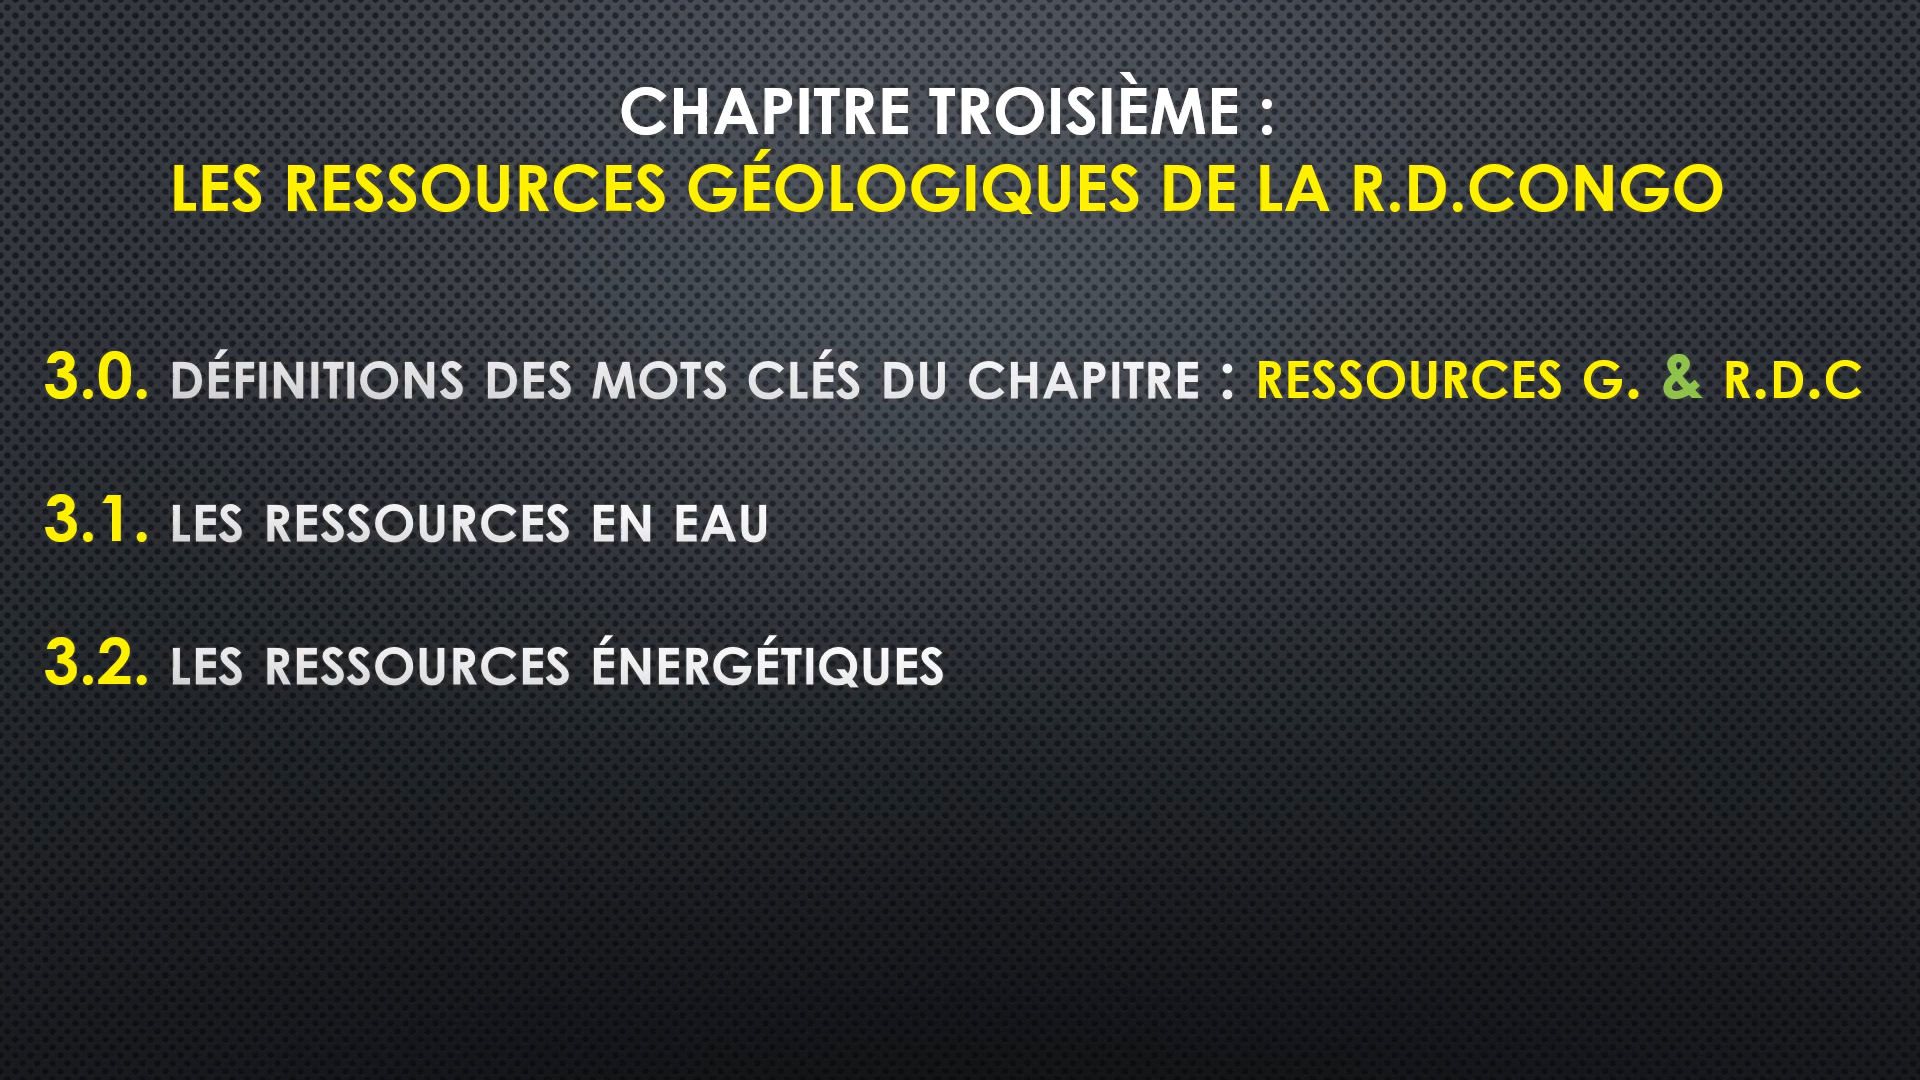 CHAPITRE TROISIÈME :
LES RESSOURCES GÉOLOGIQUES DE LA R.D.CONGO
3.0. DÉFINITIONS DES MOTS CLÉS DU CHAPITRE : RESSOURCES G. & R.D.C
3.1. LES RESSOURCES EN EAU
3.2. LES RESSOURCES ÉNERGÉTIQUES